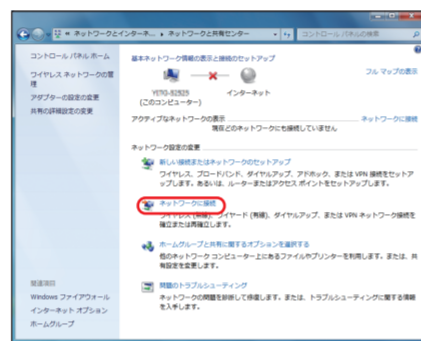 ネットワークとインターネ... ▸ ネットワークと共有センター
コントロール パネルの検索
コントロール パネル ホーム
ワイヤレス ネットワークの管
理
アダプターの設定の変更
共有の詳細設定の変更
基本ネットワーク情報の表示と接続のセットアップ
フル マップの表示
(このコンピューター)
インターネット
アクティブなネットワークの表示
ネットワークに接続
現在どのネットワークにも接続していません
ネットワーク設定の変更
新しい接続またはネットワークのセットアップ
ワイヤレス、ブロードバンド、ダイヤルアップ、アドホック、または VPN 接続をセットア
ップします。あるいは、ルーターまたはアクセス ポイントをセットアップします。
ネットワークに接続
ワイヤレス (無線)、ワイヤード (有線)、ダイヤルアップ、または VPN ネットワーク接続を
確立または再確立します。
ホームグループと共有に関するオプションを選択する
他のネットワーク コンピューター上にあるファイルやプリンターを利用します。または、共
有設定を変更します。
問題のトラブルシューティング
ネットワークの問題を診断して修復します。または、トラブルシューティングに関する情報
を入手します。
関連項目
Windows ファイアウォール
インターネット オプション
ホームグループ